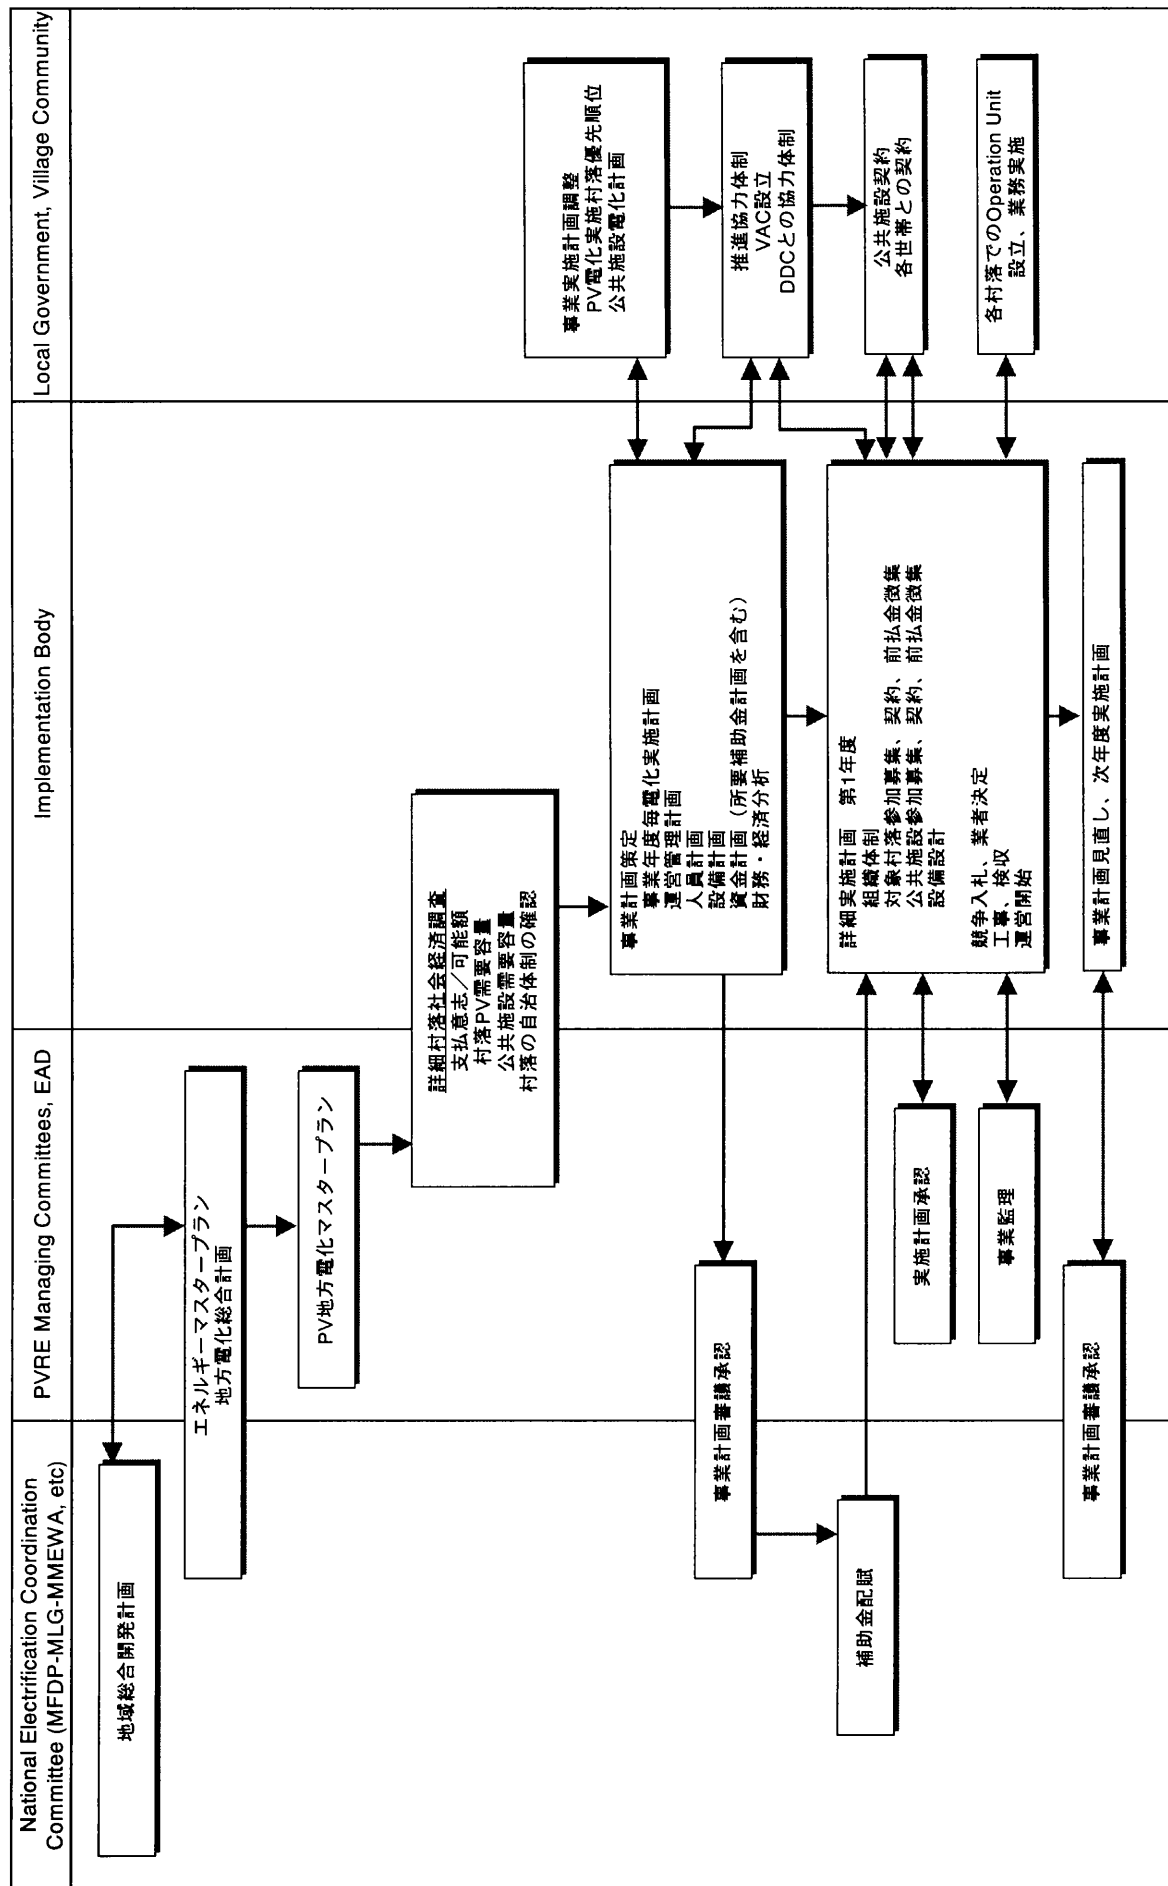 National Electrification Coordination
Committee (MFDP-MLG-MMEWA, etc)
PVRE Managing Committees, EAD
Implementation Body
Local Government, Village Community
地域総合開発計画
エネルギーマスタープラン
地方電化総合計画
PV地方電化マスタープラン
詳細村落社会経済調査
支払意志／可能額
村落PV需要容量
公共施設需要容量
村落の自治体制の確認
事業計画策定
事業年度毎電化実施計画
運営管理計画
人員計画
設備計画
資金計画（所要補助金計画を含む）
財務・経済分析
事業実施計画調整
PV電化実施村落優先順位
公共施設電化計画
事業計画審議承認
推進協力体制
VAC設立
DDCとの協力体制
補助金配賦
詳細実施計画　第1年度
組織体制
対象村落参加募集、契約、前払金徴集
公共施設参加募集、契約、前払金徴集
設備設計
競争入札、業者決定
工事、検収
運営開始
公共施設契約
各世帯との契約
実施計画承認
事業監理
各村落でのOperation Unit
設立、業務実施
事業計画審議承認
事業計画見直し、次年度実施計画